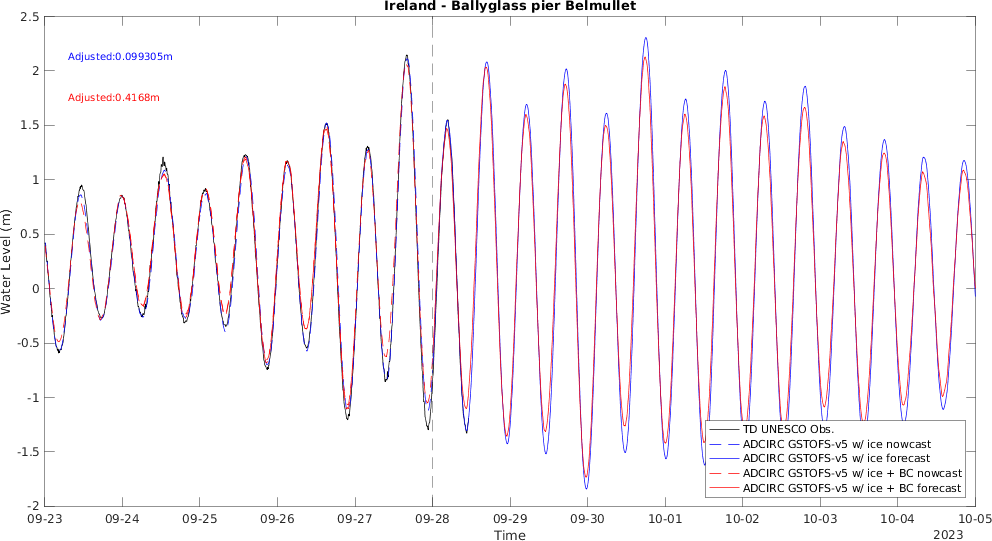 Ireland - Ballyglass pier Belmullet
Adjusted:0.099305m
Adjusted:0.4168m
Water Level (m)
2.5
2
1.5
1
0.5
0
-0.5
-1
-1.5
-2
TD UNESCO Obs.
ADCIRC GSTOFS-v5 w/ ice nowcast
ADCIRC GSTOFS-v5 w/ ice forecast
ADCIRC GSTOFS-v5 w/ ice + BC nowcast
ADCIRC GSTOFS-v5 w/ ice + BC forecast
09-23 09-24 09-25 09-26 09-27 09-28 09-29 09-30 10-01 10-02 10-03 10-04 10-05
Time
2023